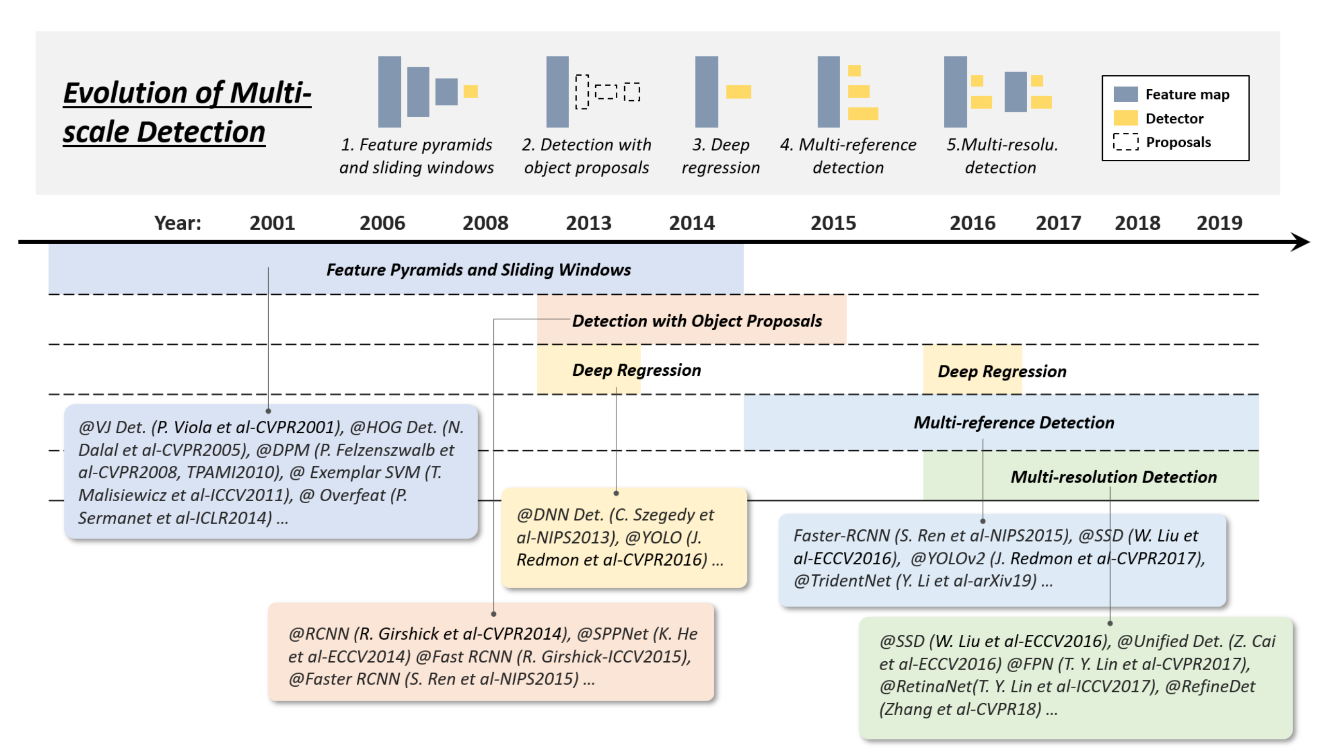 Evolution of Multi-
scale Detection
1. Feature pyramids
and sliding windows
2. Detection with
object proposals
3. Deep
regression
4. Multi-reference
detection
5.Multi-resolu.
detection
Feature map
Detector
Proposals
Year: 2001 2006 2008 2013 2014 2015 2016 2017 2018 2019
Feature Pyramids and Sliding Windows
Detection with Object Proposals
Deep Regression
Deep Regression
Multi-reference Detection
Multi-resolution Detection
@VJ Det. (P. Viola et al-CVPR2001), @HOG Det. (N.
Dalal et al-CVPR2005), @DPM (P. Felzenszwalb et
al-CVPR2008, TPAMI2010), @ Exemplar SVM (T.
Malisiewicz et al-ICCV2011), @ Overfeat (P.
Sermanet et al-ICLR2014) ...
@DNN Det. (C. Szegedy et
al-NIPS2013), @YOLO (J.
Redmon et al-CVPR2016) ...
Faster-RCNN (S. Ren et al-NIPS2015), @SSD (W. Liu et
al-ECCV2016), @YOLOv2 (J. Redmon et al-CVPR2017),
@TridentNet (Y. Li et al-arXiv19) ...
@RCNN (R. Girshick et al-CVPR2014), @SPPNet (K. He
et al-ECCV2014) @Fast RCNN (R. Girshick-ICCV2015),
@Faster RCNN (S. Ren et al-NIPS2015) ...
@SSD (W. Liu et al-ECCV2016), @Unified Det. (Z. Cai
et al-ECCV2016) @FPN (T. Y. Lin et al-CVPR2017),
@RetinaNet(T. Y. Lin et al-ICCV2017), @RefineDet
(Zhang et al-CVPR18) ...